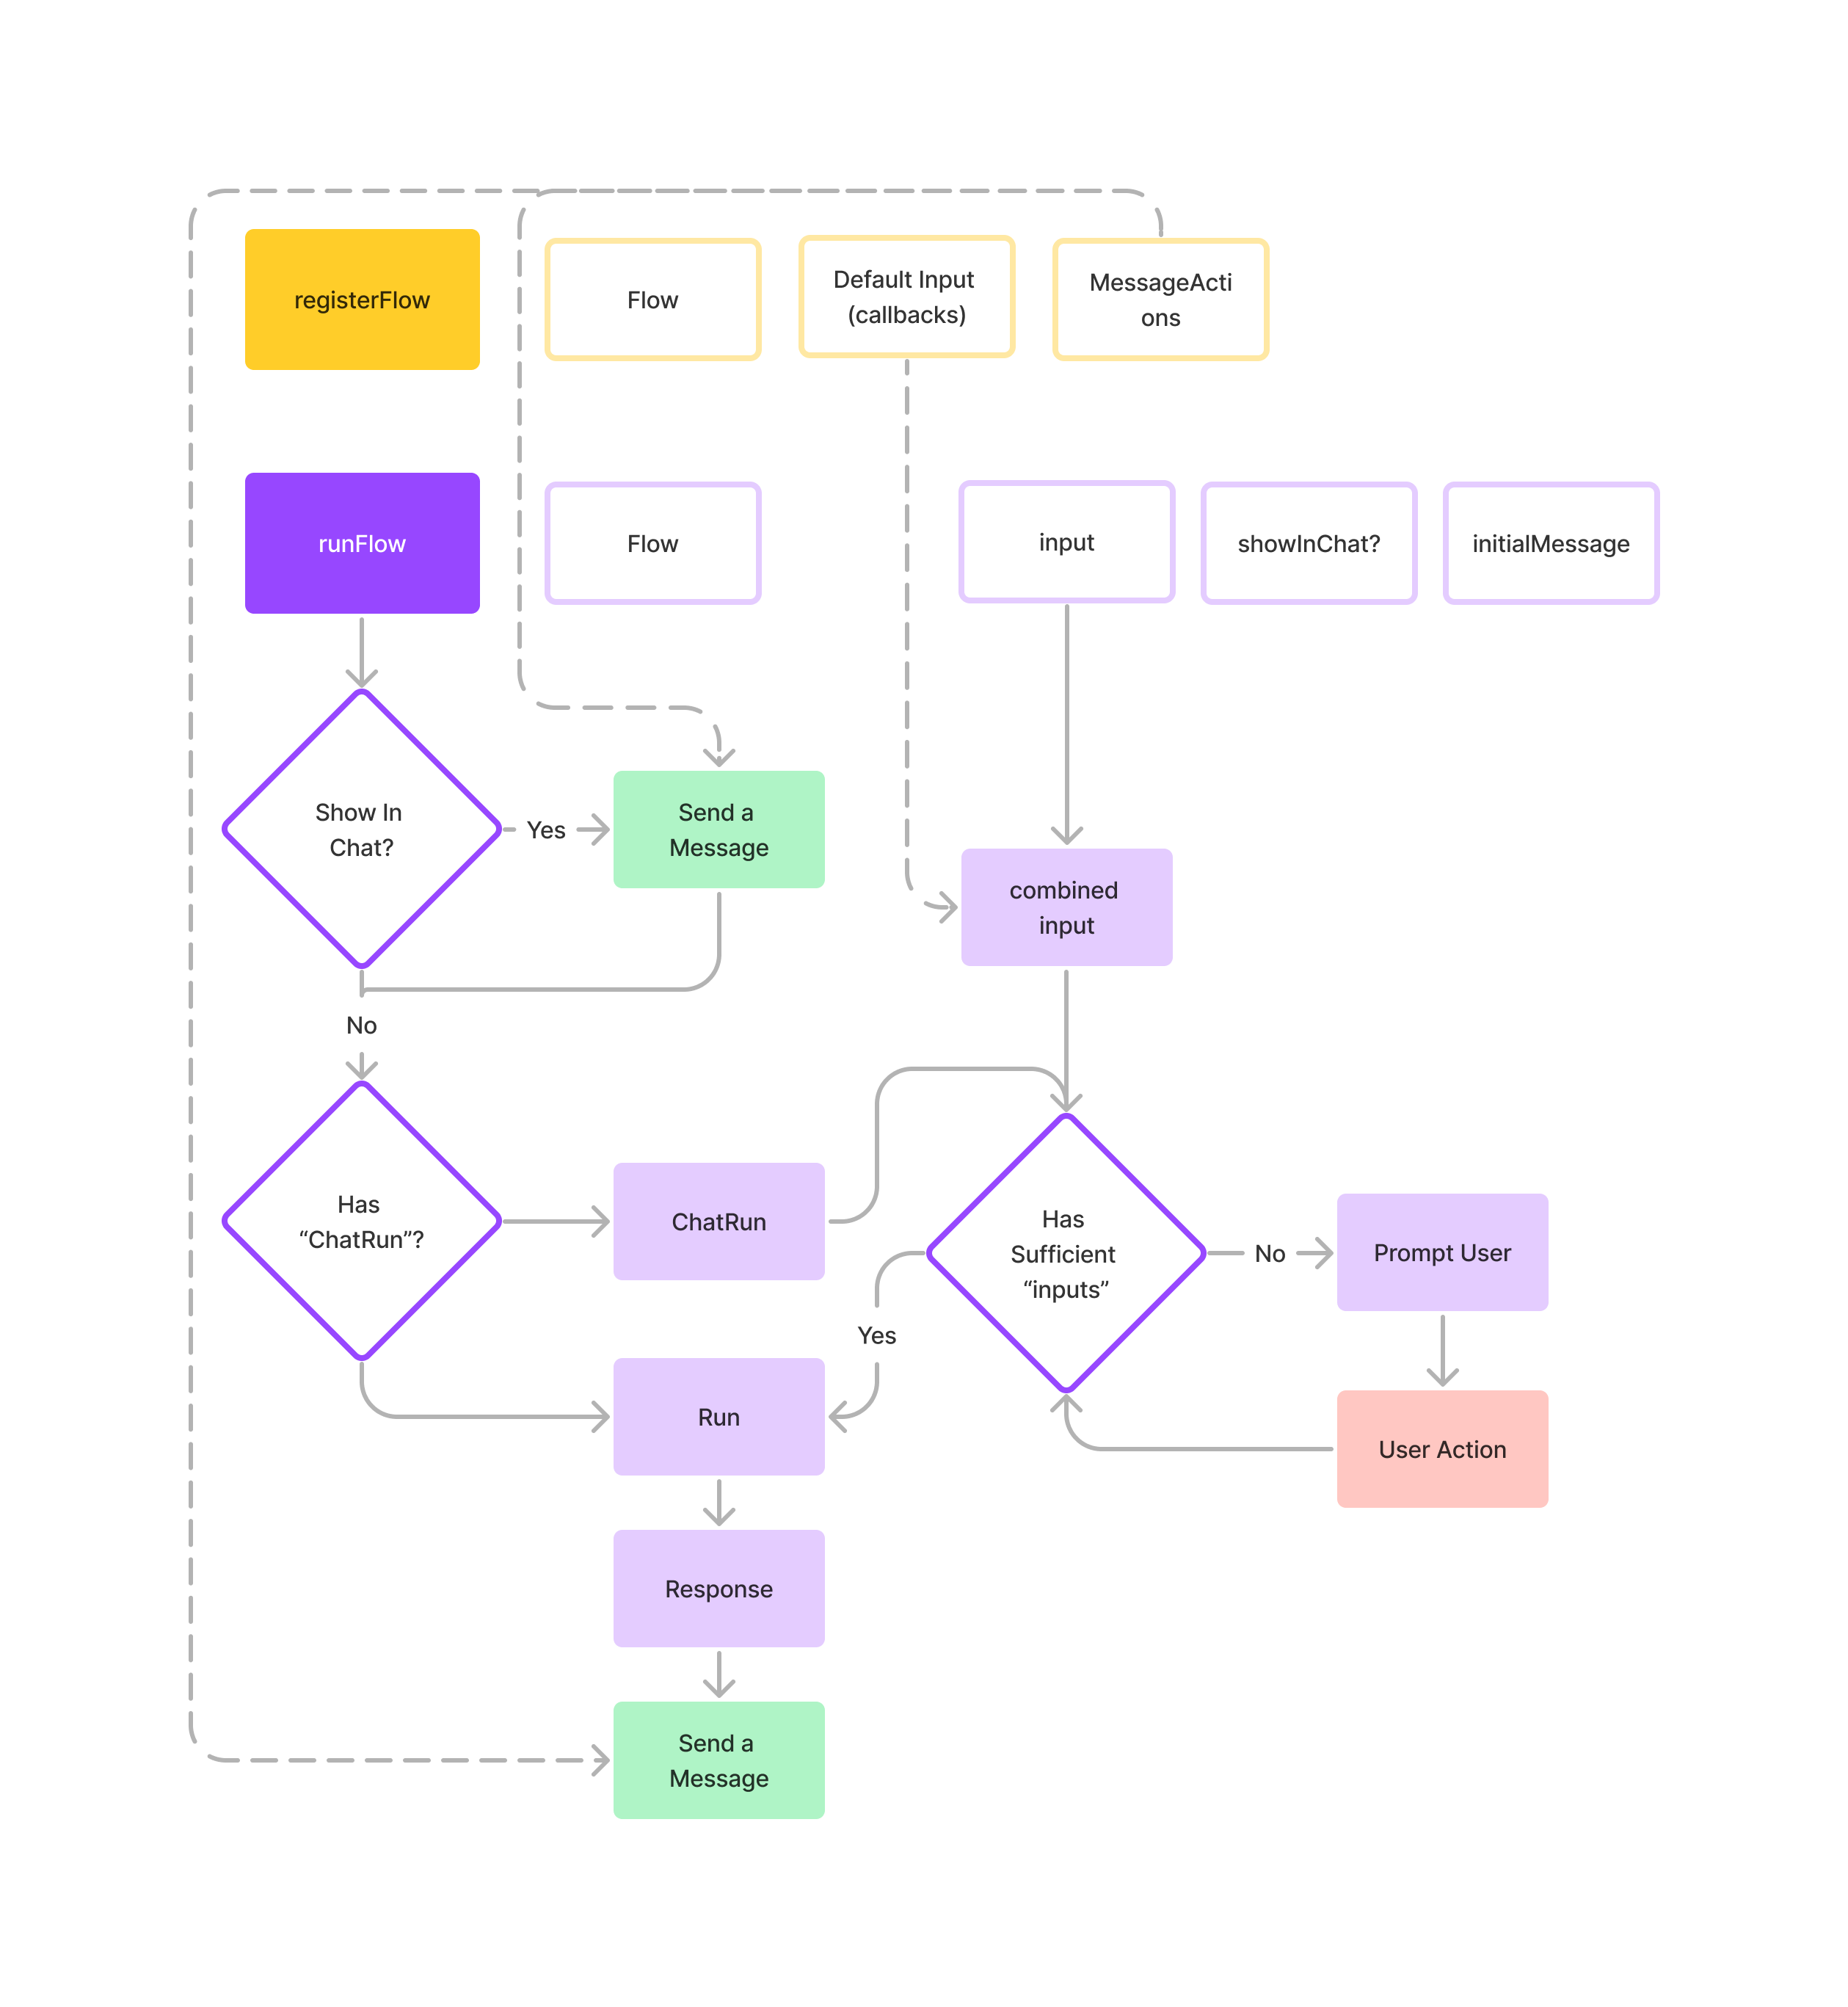 registerFlow
Flow
Default Input
(callbacks)
MessageActi
ons
runFlow
Flow
input
showInChat?
initialMessage
Show In
Chat?
Yes
Send a
Message
combined
input
No
Has
“ChatRun”?
ChatRun
Has
Sufficient
“inputs”
No
Prompt User
Yes
Run
User Action
Response
Send a
Message